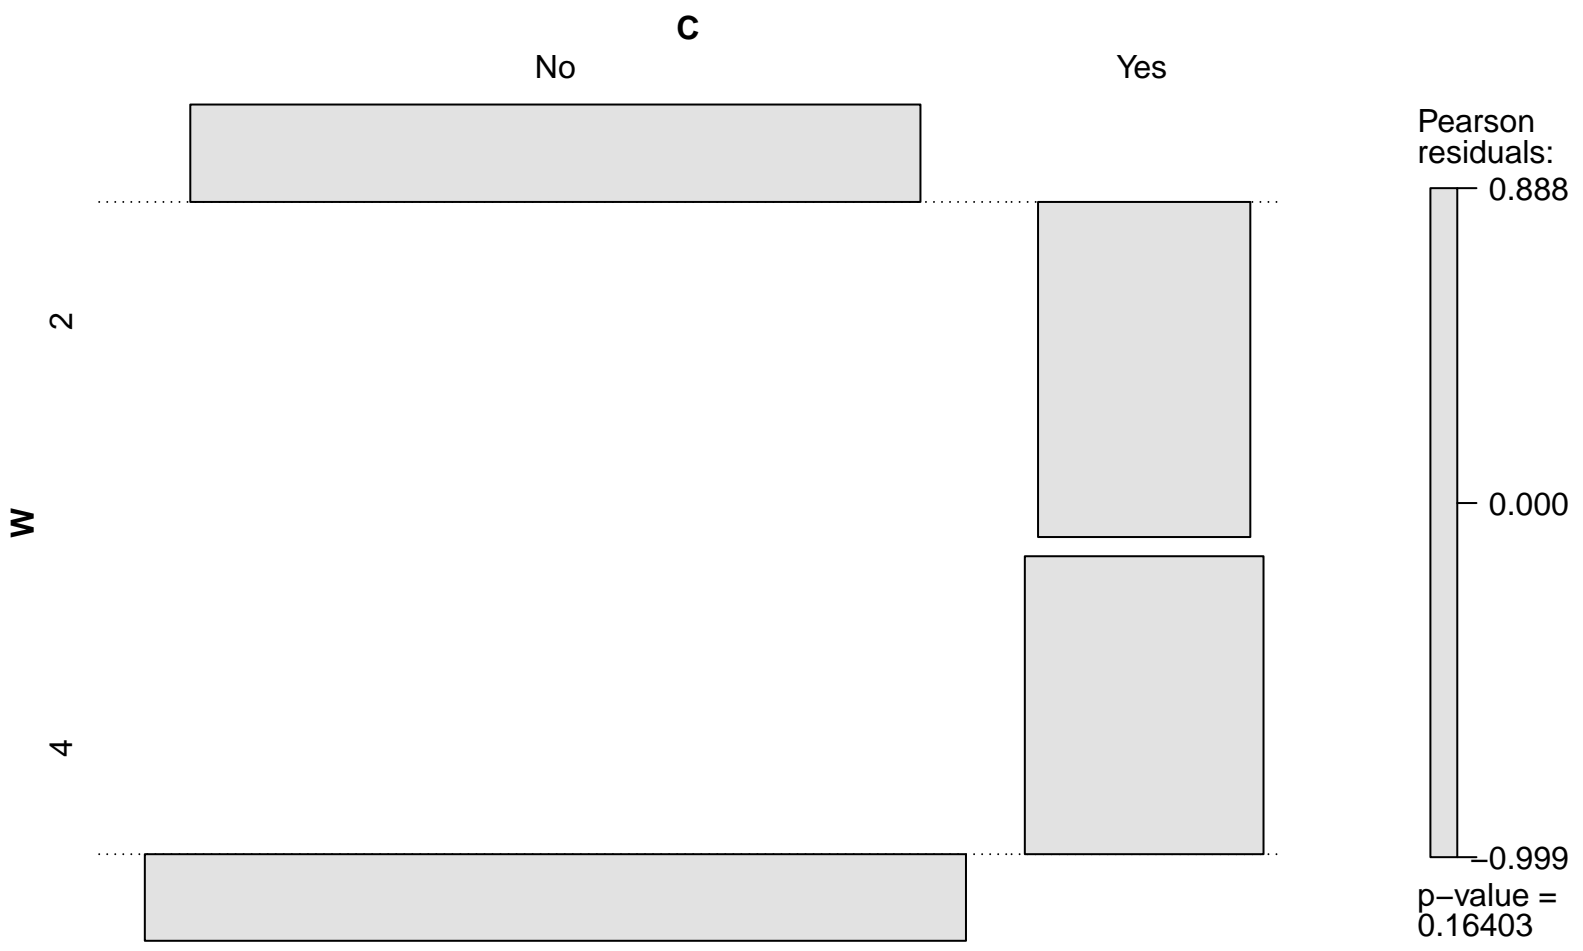 C
No Yes
Pearson
residuals:
0.888
2
0.000
W
4
−0.999
p−value =
0.16403